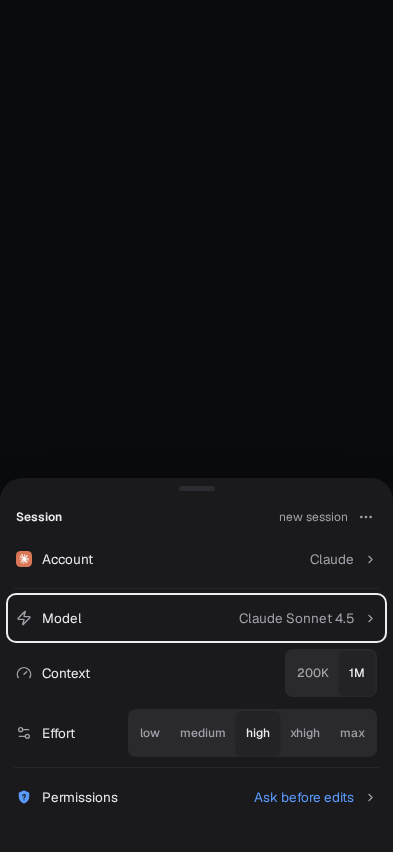 Session new session
Account Claude
Model Claude Sonnet 4.5
Context 200K 1M
Effort low medium high xhigh max
Permissions Ask before edits